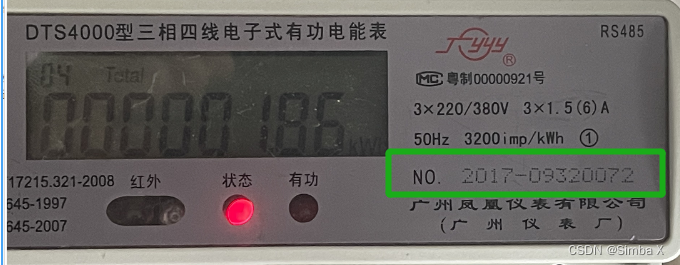 DTS4000型三相四线电子式有功电能表
RS485
TYYY®
04 Total
00000186 kWh
MC 粤制00000921号
3×220/380V 3×1.5(6)A
50Hz 3200imp/kWh ①
NO. 2017-09320072
17215.321-2008 红外 状态 有功
645-1997
645-2007
广州凤凰仪表有限公司
(广州仪表厂)
CSDN @Simba X